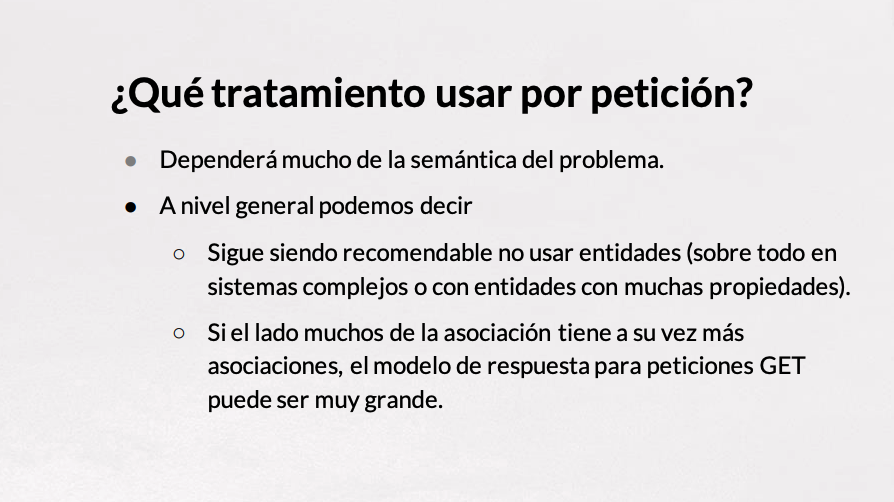 ¿Qué tratamiento usar por petición?
● Dependerá mucho de la semántica del problema.
● A nivel general podemos decir
○ Sigue siendo recomendable no usar entidades (sobre todo en
sistemas complejos o con entidades con muchas propiedades).
○ Si el lado muchos de la asociación tiene a su vez más
asociaciones, el modelo de respuesta para peticiones GET
puede ser muy grande.